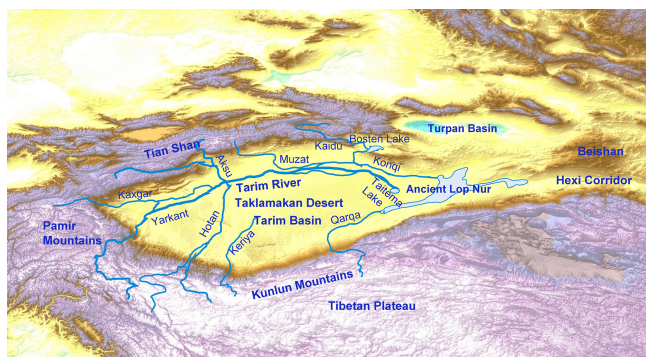 Turpan Basin
Bosten Lake
Kaidu
Tian Shan
Beishan
Aksu
Muzat
Konqi
Hexi Corridor
Tarim River
Taitema
Lake
Ancient Lop Nur
Kaxgar
Taklamakan Desert
Yarkant
Hotan
Tarim Basin
Qarqa
Pamir
Mountains
Keriya
Kunlun Mountains
Tibetan Plateau